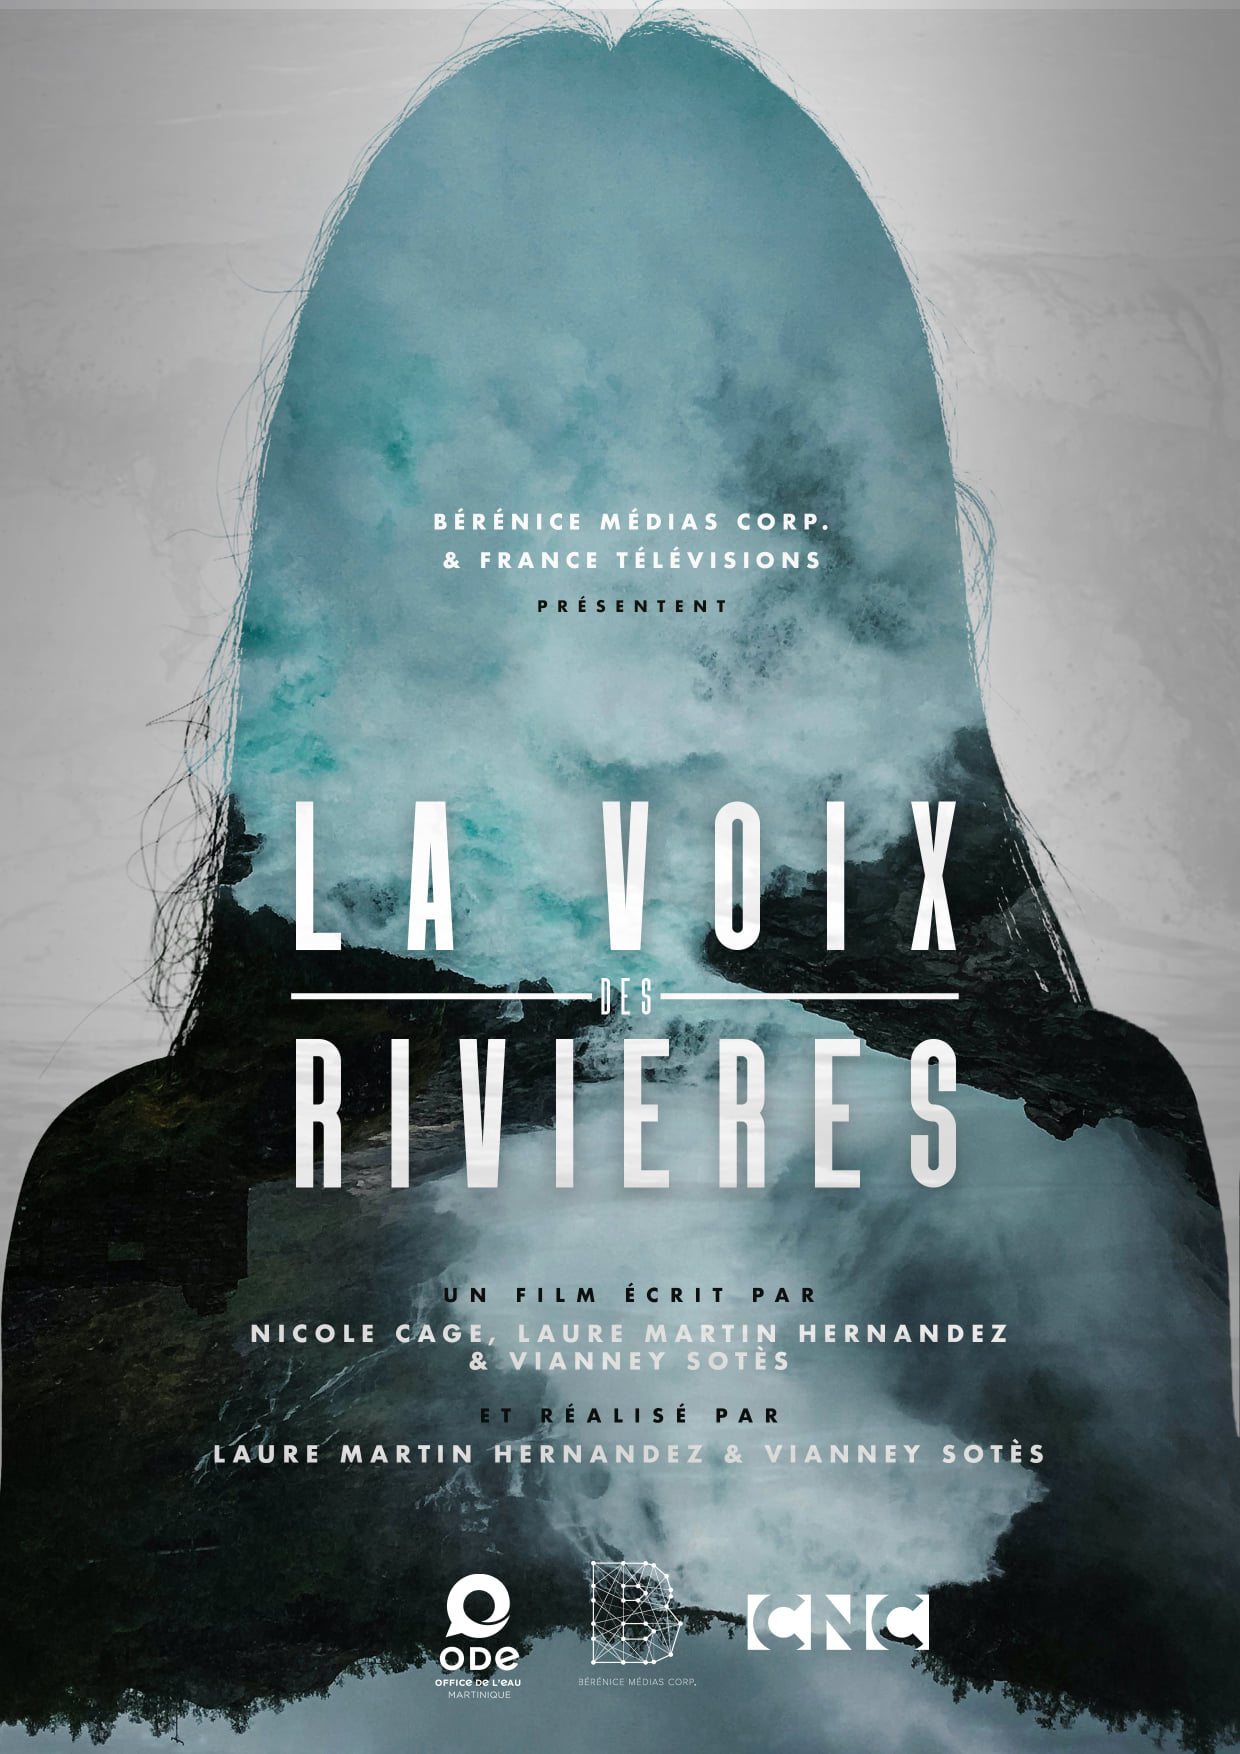 BÉRÉNICE MÉDIAS CORP.
& FRANCE TÉLÉVISIONS
PRÉSENTENT
LA VOIX
DES
RIVIERES
UN FILM ÉCRIT PAR
NICOLE CAGE, LAURE MARTIN HERNANDEZ
& VIANNEY SOTÈS
ET RÉALISÉ PAR
LAURE MARTIN HERNANDEZ & VIANNEY SOTÈS
ODe
OFFICE De L'eAU
MARTINIQUE
B
BÉRÉNICE MÉDIAS CORP.
CNC